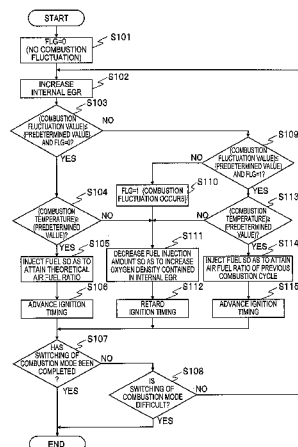 START
S101
FLG=0
(NO COMBUSTION
FLUCTUATION)
S102
INCREASE
INTERNAL EGR
S103
(COMBUSTION
FLUCTUATION VALUE)≤
(PREDETERMINED VALUE)
AND FLG=0?
NO
YES
S109
(COMBUSTION
FLUCTUATION VALUE)≤
(PREDETERMINED VALUE)
AND FLG=1?
NO
YES
S110
FLG=1 (COMBUSTION
FLUCTUATION OCCURS)
S104
(COMBUSTION
TEMPERATURE)≤
(PREDETERMINED
VALUE)?
NO
YES
S113
(COMBUSTION
TEMPERATURE)≤
(PREDETERMINED
VALUE)?
NO
YES
S105
INJECT FUEL SO AS TO
ATTAIN THEORETICAL
AIR FUEL RATIO
S111
DECREASE FUEL INJECTION
AMOUNT SO AS TO INCREASE
OXYGEN DENSITY CONTAINED
IN INTERNAL EGR
S114
INJECT FUEL SO AS TO ATTAIN
AIR FUEL RATIO OF PREVIOUS
COMBUSTION CYCLE
S106
ADVANCE IGNITION
TIMING
S112
RETARD
IGNITION TIMING
S115
ADVANCE IGNITION
TIMING
S107
HAS
SWITCHING OF
COMBUSTION MODE BEEN
COMPLETED
?
NO
YES
S108
IS
SWITCHING OF
COMBUSTION MODE
DIFFICULT?
NO
YES
END